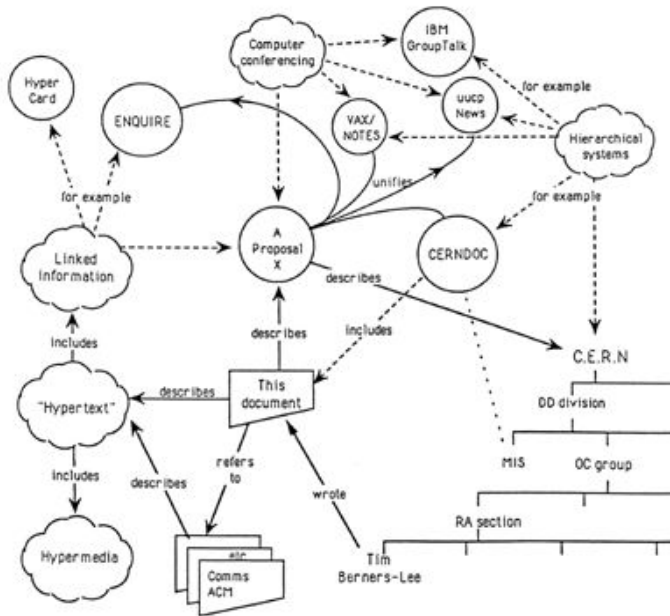 IBM
GroupTalk
Computer
conferencing
Hyper
Card
ENQUIRE
for example
uucp
News
VAX/
NOTES
Hierarchical
systems
unifies
for example
for example
A
Proposal
X
Linked
information
CERNDOC
describes
includes
describes
includes
C.E.R.N
This
document
"Hypertext"
describes
DD division
refers
to
MIS
OC group
includes
describes
wrote
RA section
Hypermedia
Comms
ACM
Tim
Berners-Lee